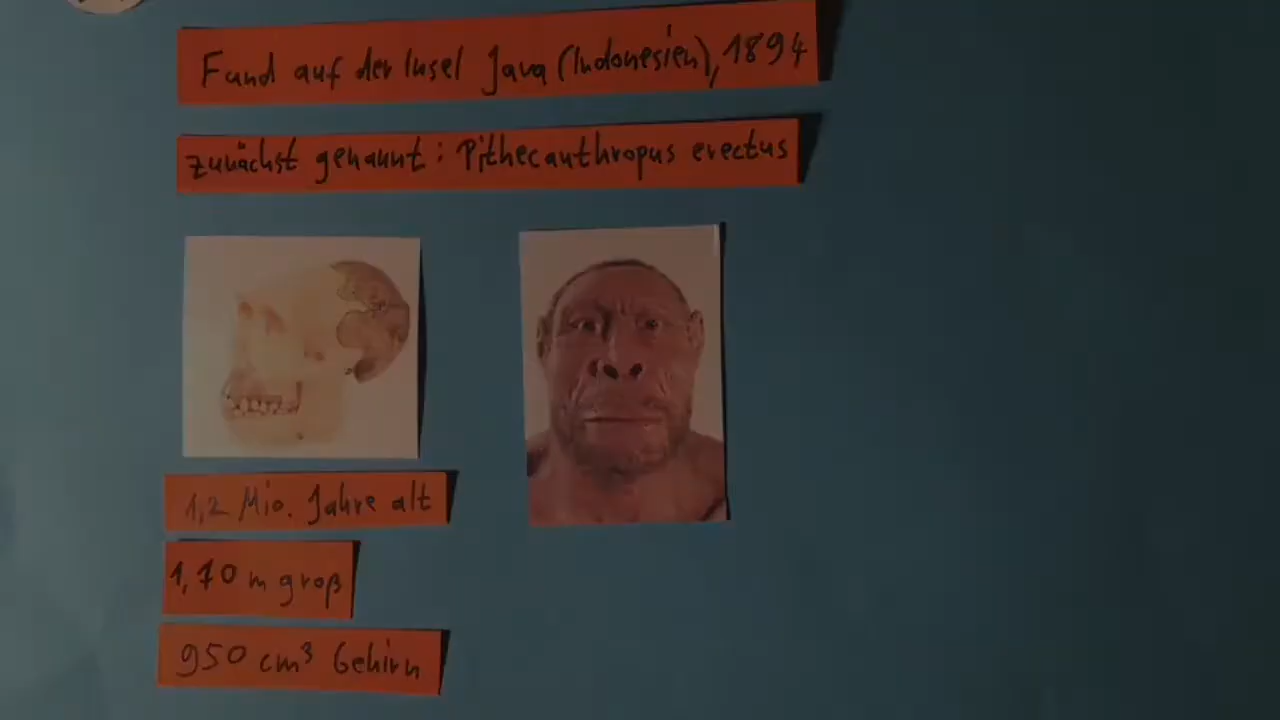 Fund auf der Insel Java (Indonesien), 1894
zunächst genannt: Pithecanthropus erectus
1,2 Mio. Jahre alt
1,70 m groß
950 cm³ Gehirn